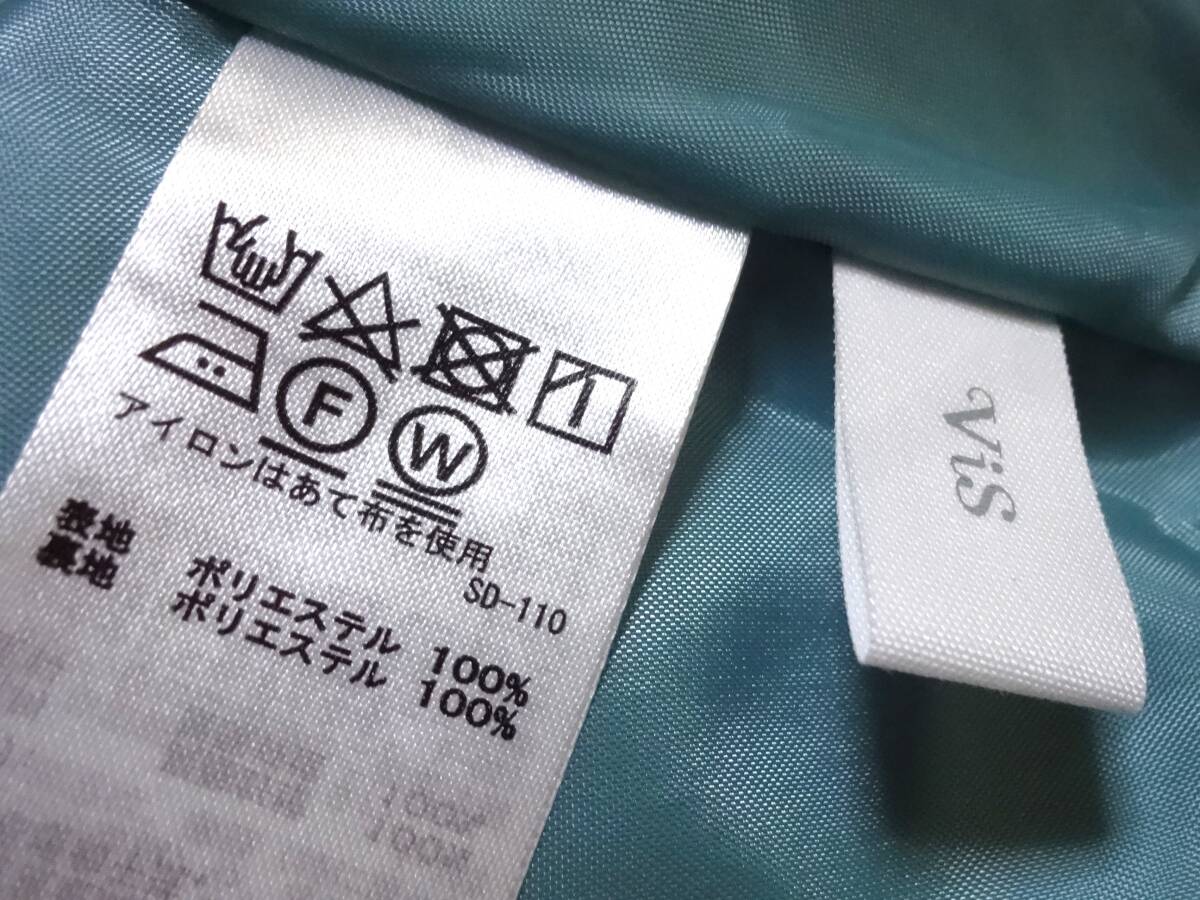 F W
アイロンはあて布を使用
SD-110
表地 ポリエステル 100%
裏地 ポリエステル 100%
ViS